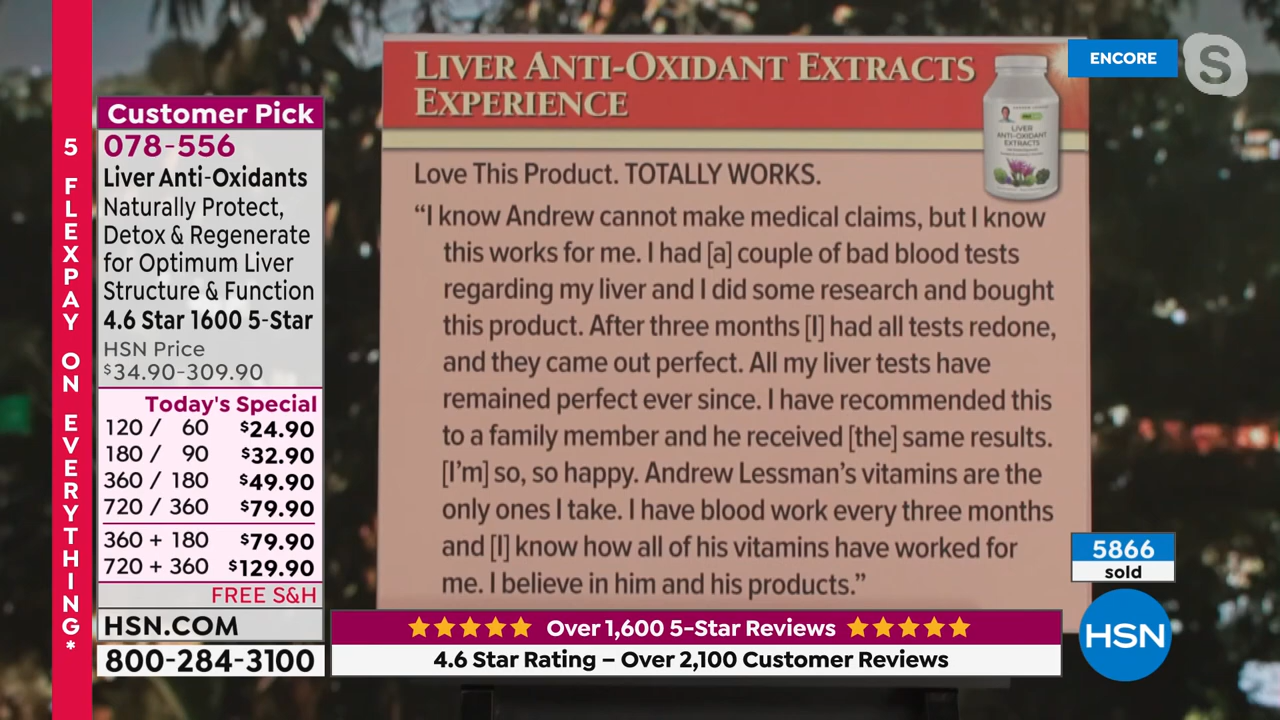 5 FLEXPAY ON EVERYTHING*
Customer Pick
078-556
Liver Anti-Oxidants
Naturally Protect,
Detox & Regenerate
for Optimum Liver
Structure & Function
4.6 Star 1600 5-Star
HSN Price
$34.90-309.90
Today's Special
120 / 60 $24.90
180 / 90 $32.90
360 / 180 $49.90
720 / 360 $79.90
360 + 180 $79.90
720 + 360 $129.90
FREE S&H
HSN.COM
800-284-3100
LIVER ANTI-OXIDANT EXTRACTS
EXPERIENCE
LIVER
ANTI-OXIDANT
EXTRACTS
Love This Product. TOTALLY WORKS.
“I know Andrew cannot make medical claims, but I know
this works for me. I had [a] couple of bad blood tests
regarding my liver and I did some research and bought
this product. After three months [I] had all tests redone,
and they came out perfect. All my liver tests have
remained perfect ever since. I have recommended this
to a family member and he received [the] same results.
[I’m] so, so happy. Andrew Lessman’s vitamins are the
only ones I take. I have blood work every three months
and [I] know how all of his vitamins have worked for
me. I believe in him and his products.”
ENCORE
S
5866
sold
HSN
Over 1,600 5-Star Reviews
4.6 Star Rating – Over 2,100 Customer Reviews